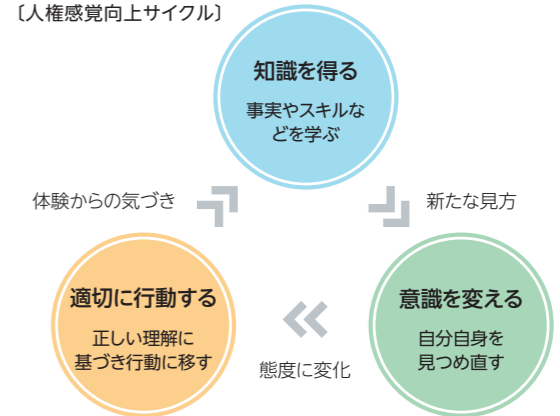 〔人権感覚向上サイクル〕
知識を得る
事実やスキルな
どを学ぶ
体験からの気づき
新たな見方
適切に行動する
正しい理解に
基づき行動に移す
態度に変化
意識を変える
自分自身を
見つめ直す